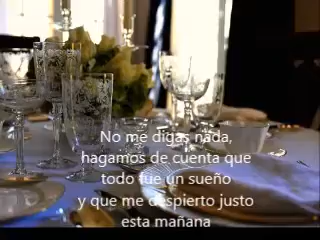 No me digas nada,
hagamos de cuenta que
todo fue un sueño
y que me despierto justo
esta mañana